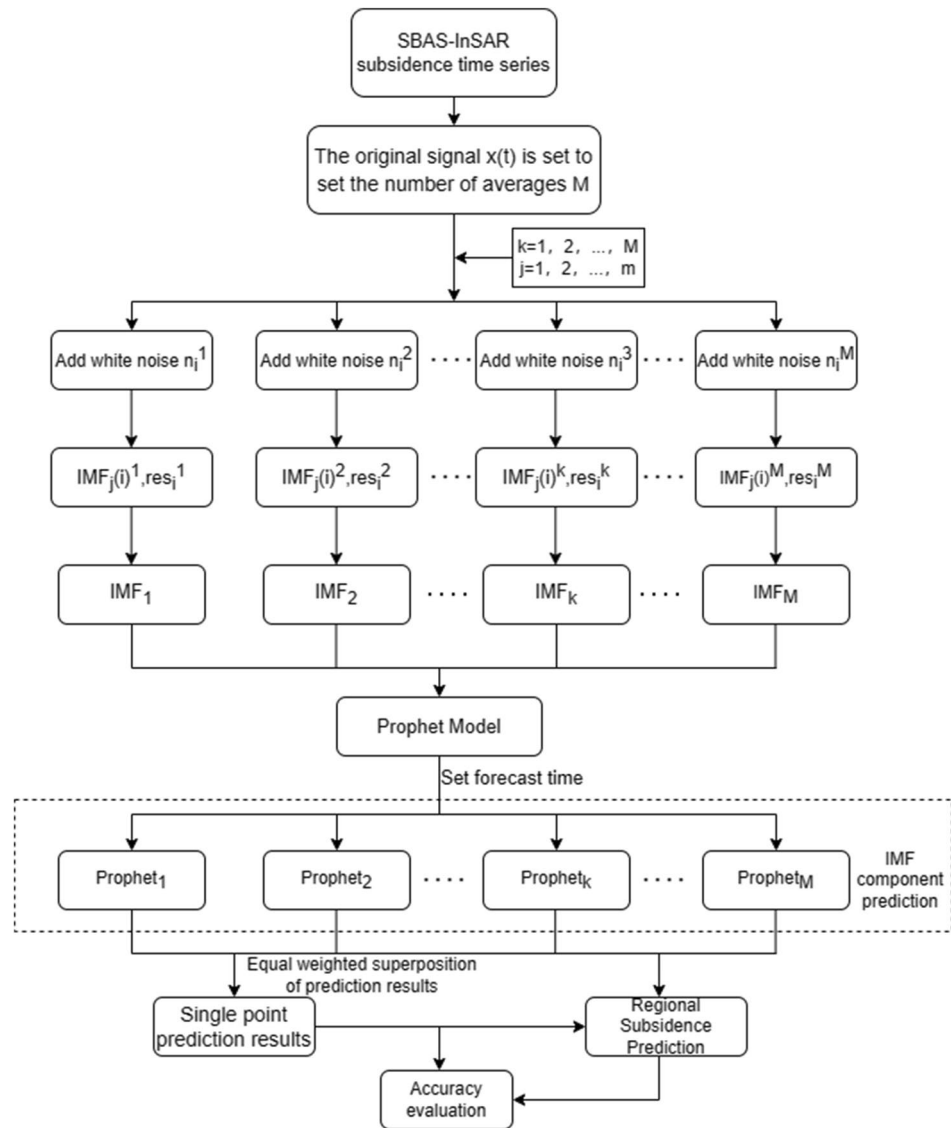 SBAS-InSAR
subsidence time series
The original signal x(t) is set to
set the number of averages M
k=1, 2, ..., M
j=1, 2, ..., m
Add white noise nᵢ¹
Add white noise nᵢ²
....
Add white noise nᵢ³
....
Add white noise nᵢᴹ
IMFⱼ(i)¹,resᵢ¹
IMFⱼ(i)²,resᵢ²
....
IMFⱼ(i)ᵏ,resᵢᵏ
....
IMFⱼ(i)ᴹ,resᵢᴹ
IMF₁
IMF₂
....
IMFₖ
....
IMF_M
Prophet Model
Set forecast time
Prophet₁
Prophet₂
....
Prophetₖ
....
Prophet_M
IMF
component
prediction
Equal weighted superposition
of prediction results
Single point
prediction results
Regional
Subsidence
Prediction
Accuracy
evaluation